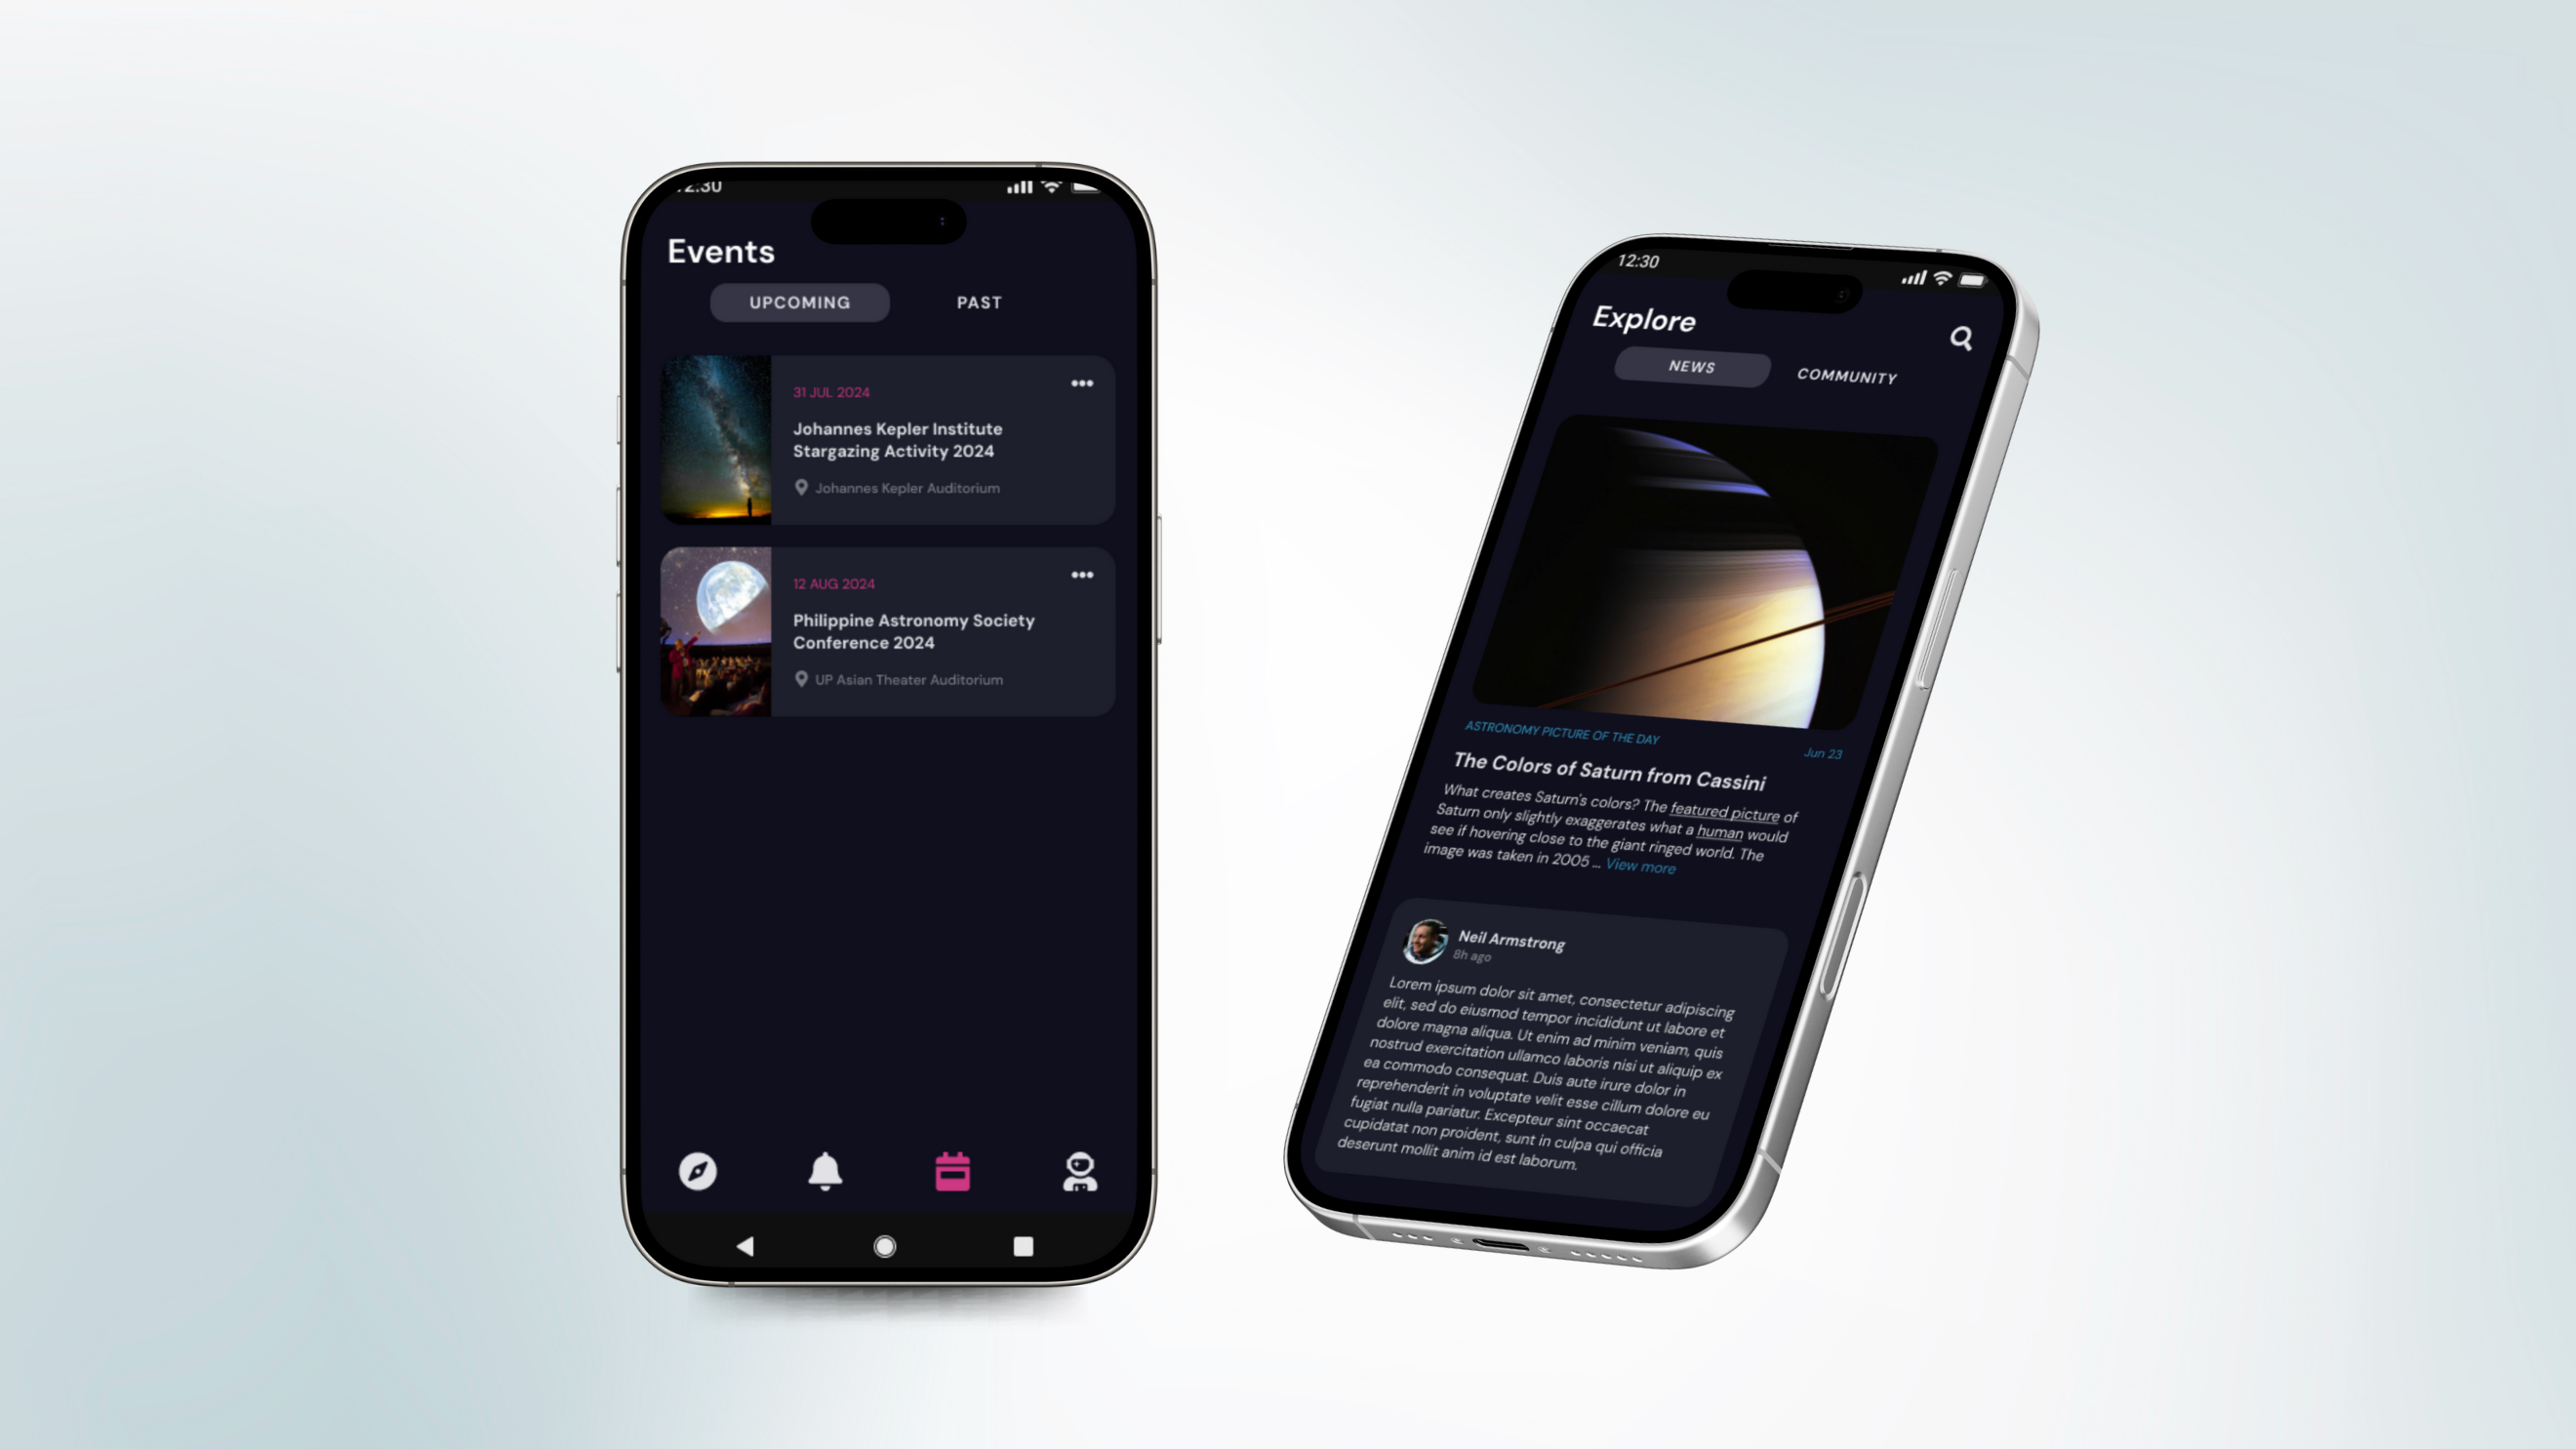 12:30
Events
UPCOMING PAST
31 JUL 2024
Johannes Kepler Institute
Stargazing Activity 2024
Johannes Kepler Auditorium
12 AUG 2024
Philippine Astronomy Society
Conference 2024
UP Asian Theater Auditorium
12:30
Explore
NEWS COMMUNITY
ASTRONOMY PICTURE OF THE DAY Jun 23
The Colors of Saturn from Cassini
What creates Saturn's colors? The featured picture of
Saturn only slightly exaggerates what a human would
see if hovering close to the giant ringed world. The
image was taken in 2005 ... View more
Neil Armstrong
8h ago
Lorem ipsum dolor sit amet, consectetur adipiscing
elit, sed do eiusmod tempor incididunt ut labore et
dolore magna aliqua. Ut enim ad minim veniam, quis
nostrud exercitation ullamco laboris nisi ut aliquip ex
ea commodo consequat. Duis aute irure dolor in
reprehenderit in voluptate velit esse cillum dolore eu
fugiat nulla pariatur. Excepteur sint occaecat
cupidatat non proident, sunt in culpa qui officia
deserunt mollit anim id est laborum.